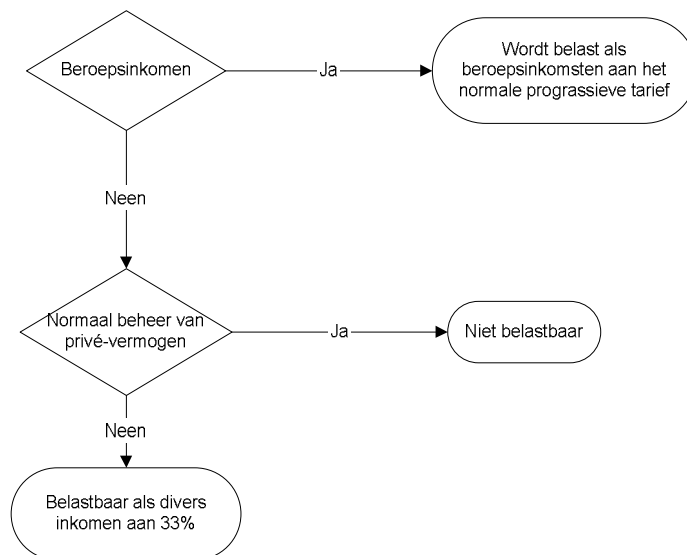 Beroepsinkomen
Ja
Wordt belast als
beroepsinkomsten aan het
normale prograssieve tarief
Neen
Normaal beheer van
privé-vermogen
Ja
Niet belastbaar
Neen
Belastbaar als divers
inkomen aan 33%